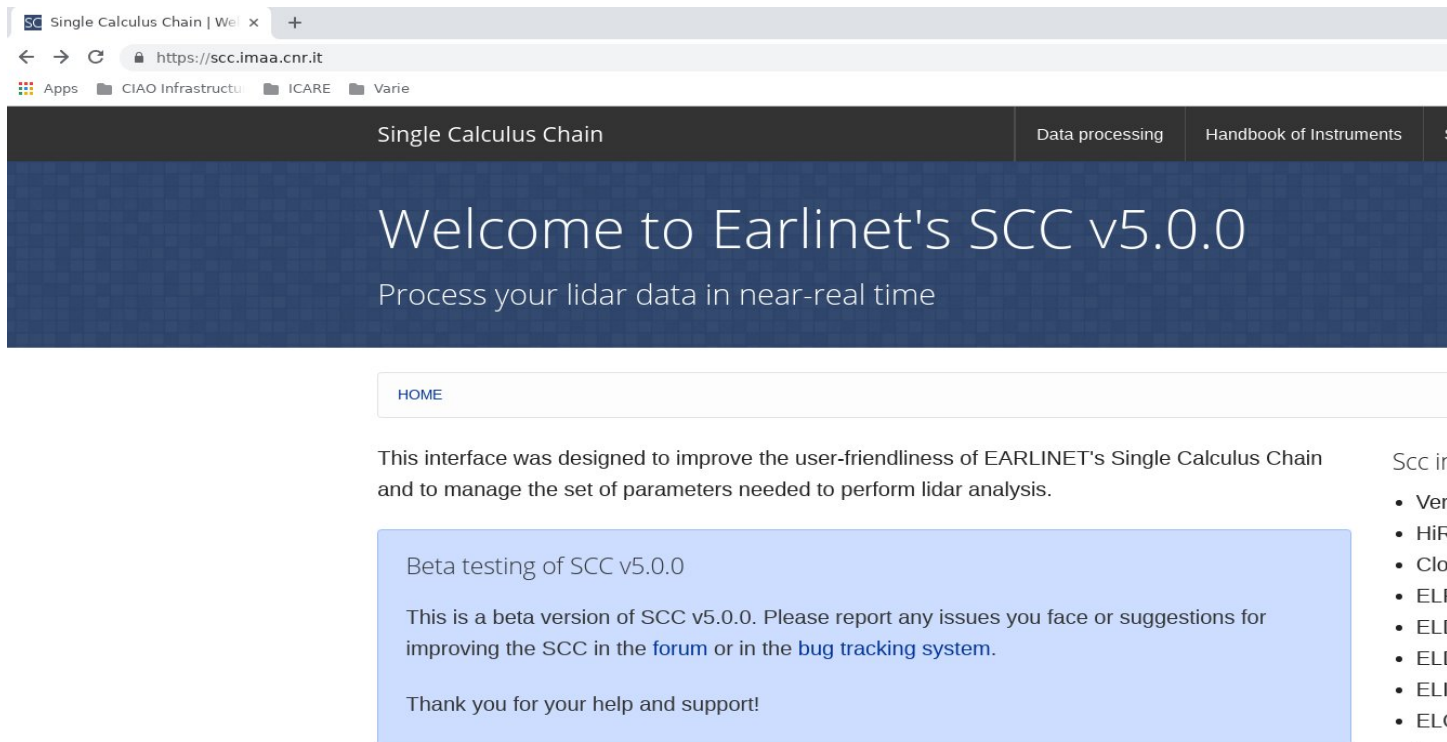 SC Single Calculus Chain | We
https://scc.imaa.cnr.it
Apps CIAO Infrastructu ICARE Varie
Single Calculus Chain Data processing Handbook of Instruments
Welcome to Earlinet's SCC v5.0.0
Process your lidar data in near-real time
HOME
This interface was designed to improve the user-friendliness of EARLINET's Single Calculus Chain
and to manage the set of parameters needed to perform lidar analysis.
Beta testing of SCC v5.0.0
This is a beta version of SCC v5.0.0. Please report any issues you face or suggestions for
improving the SCC in the forum or in the bug tracking system.
Thank you for your help and support!
Scc